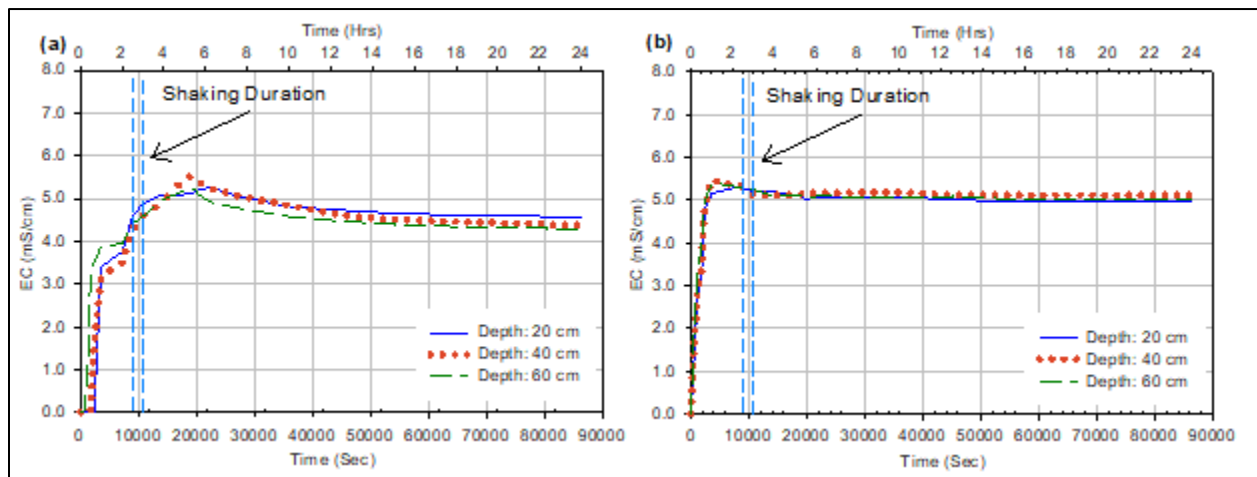 (a)
Time (Hrs)
0 2 4 6 8 10 12 14 16 18 20 22 24
8.0
7.0
6.0
5.0
4.0
3.0
2.0
1.0
0.0
EC (mS/cm)
Shaking Duration
Depth: 20 cm
Depth: 40 cm
Depth: 60 cm
0 10000 20000 30000 40000 50000 60000 70000 80000 90000
Time (Sec)
(b)
Time (Hrs)
0 2 4 6 8 10 12 14 16 18 20 22 24
8.0
7.0
6.0
5.0
4.0
3.0
2.0
1.0
0.0
EC (mS/cm)
Shaking Duration
Depth: 20 cm
Depth: 40 cm
Depth: 60 cm
0 10000 20000 30000 40000 50000 60000 70000 80000 90000
Time (Sec)